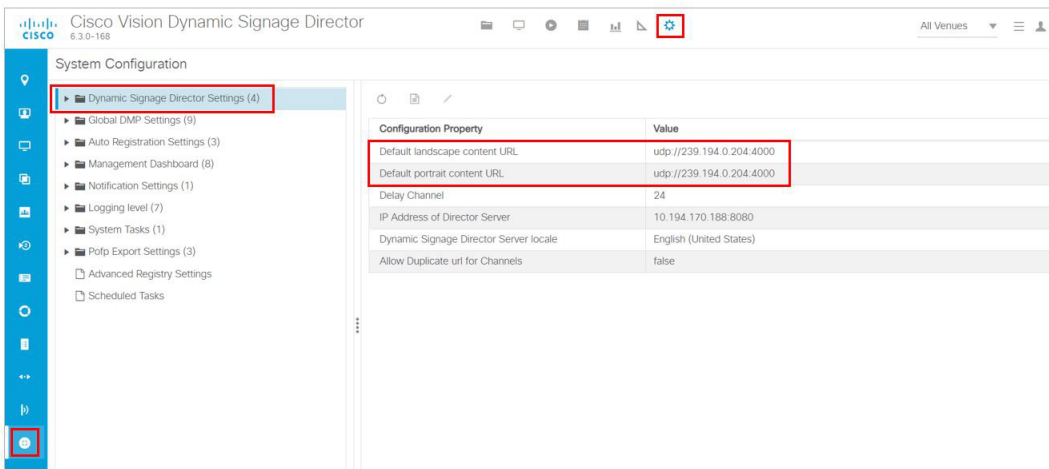 CISCO
Cisco Vision Dynamic Signage Director
6.3.0-168
All Venues
System Configuration
Dynamic Signage Director Settings (4)
Global DMP Settings (9)
Auto Registration Settings (3)
Management Dashboard (8)
Notification Settings (1)
Logging level (7)
System Tasks (1)
Pofp Export Settings (3)
Advanced Registry Settings
Scheduled Tasks
Configuration Property Value
Default landscape content URL udp://239.194.0.204:4000
Default portrait content URL udp://239.194.0.204:4000
Delay Channel 24
IP Address of Director Server 10.194.170.188:8080
Dynamic Signage Director Server locale English (United States)
Allow Duplicate url for Channels false